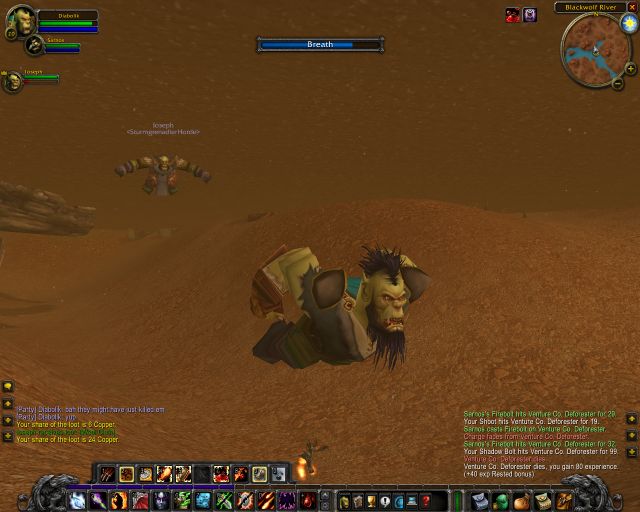 Diabolik
Sarnos
Joseph
Breath
Blackwolf River
N
Joseph
<SturmgrenadierHorde>
[Party] Diabolik: bah they might have just killed em
[Party] Diabolik: yup
Your share of the loot is 6 Copper.
Your share of the loot is 24 Copper.
Sarnos's Firebolt hits Venture Co. Deforester for 29.
Your Shoot hits Venture Co. Deforester for 19.
Sarnos casts Firebolt on Venture Co. Deforester.
Charge fades from Venture Co. Deforester.
Sarnos's Firebolt hits Venture Co. Deforester for 32.
Your Shadow Bolt hits Venture Co. Deforester for 99.
Venture Co. Deforester dies.
Venture Co. Deforester dies, you gain 80 experience.
(+40 exp Rested bonus)